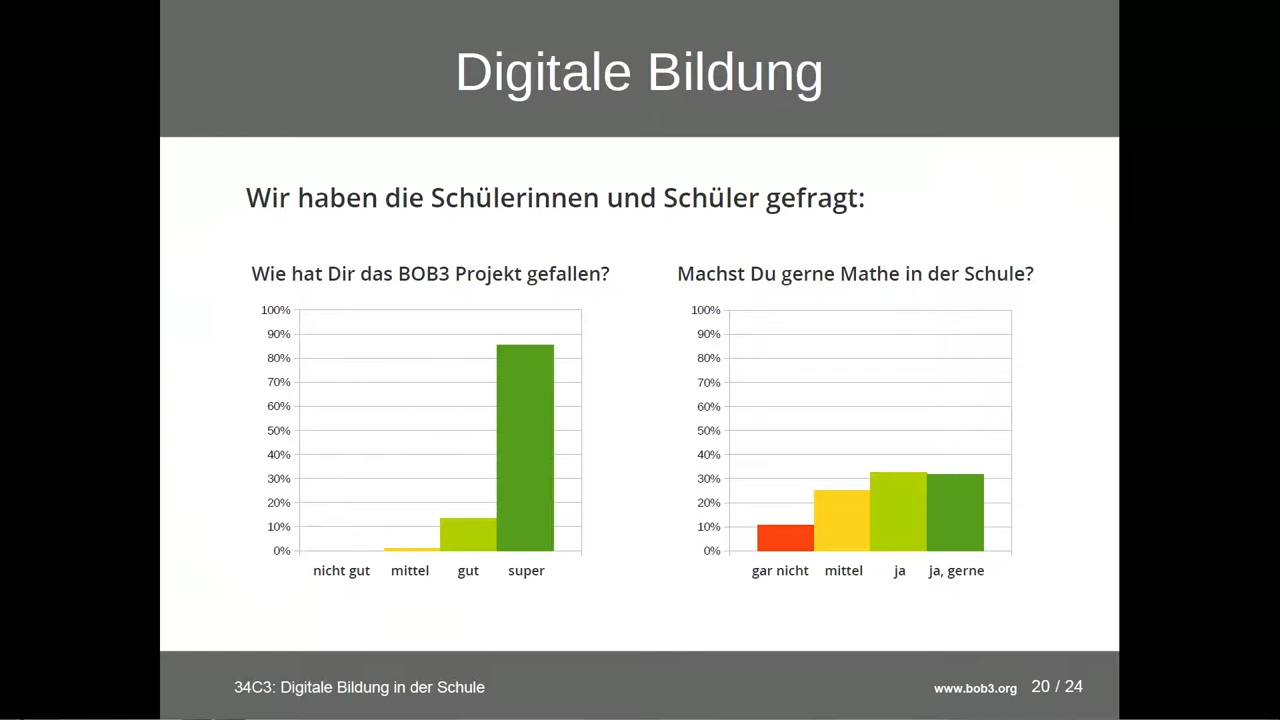 Digitale Bildung
Wir haben die Schülerinnen und Schüler gefragt:
Wie hat Dir das BOB3 Projekt gefallen?
100%
90%
80%
70%
60%
50%
40%
30%
20%
10%
0%
nicht gut mittel gut super
Machst Du gerne Mathe in der Schule?
100%
90%
80%
70%
60%
50%
40%
30%
20%
10%
0%
gar nicht mittel ja ja, gerne
34C3: Digitale Bildung in der Schule
www.bob3.org 20 / 24